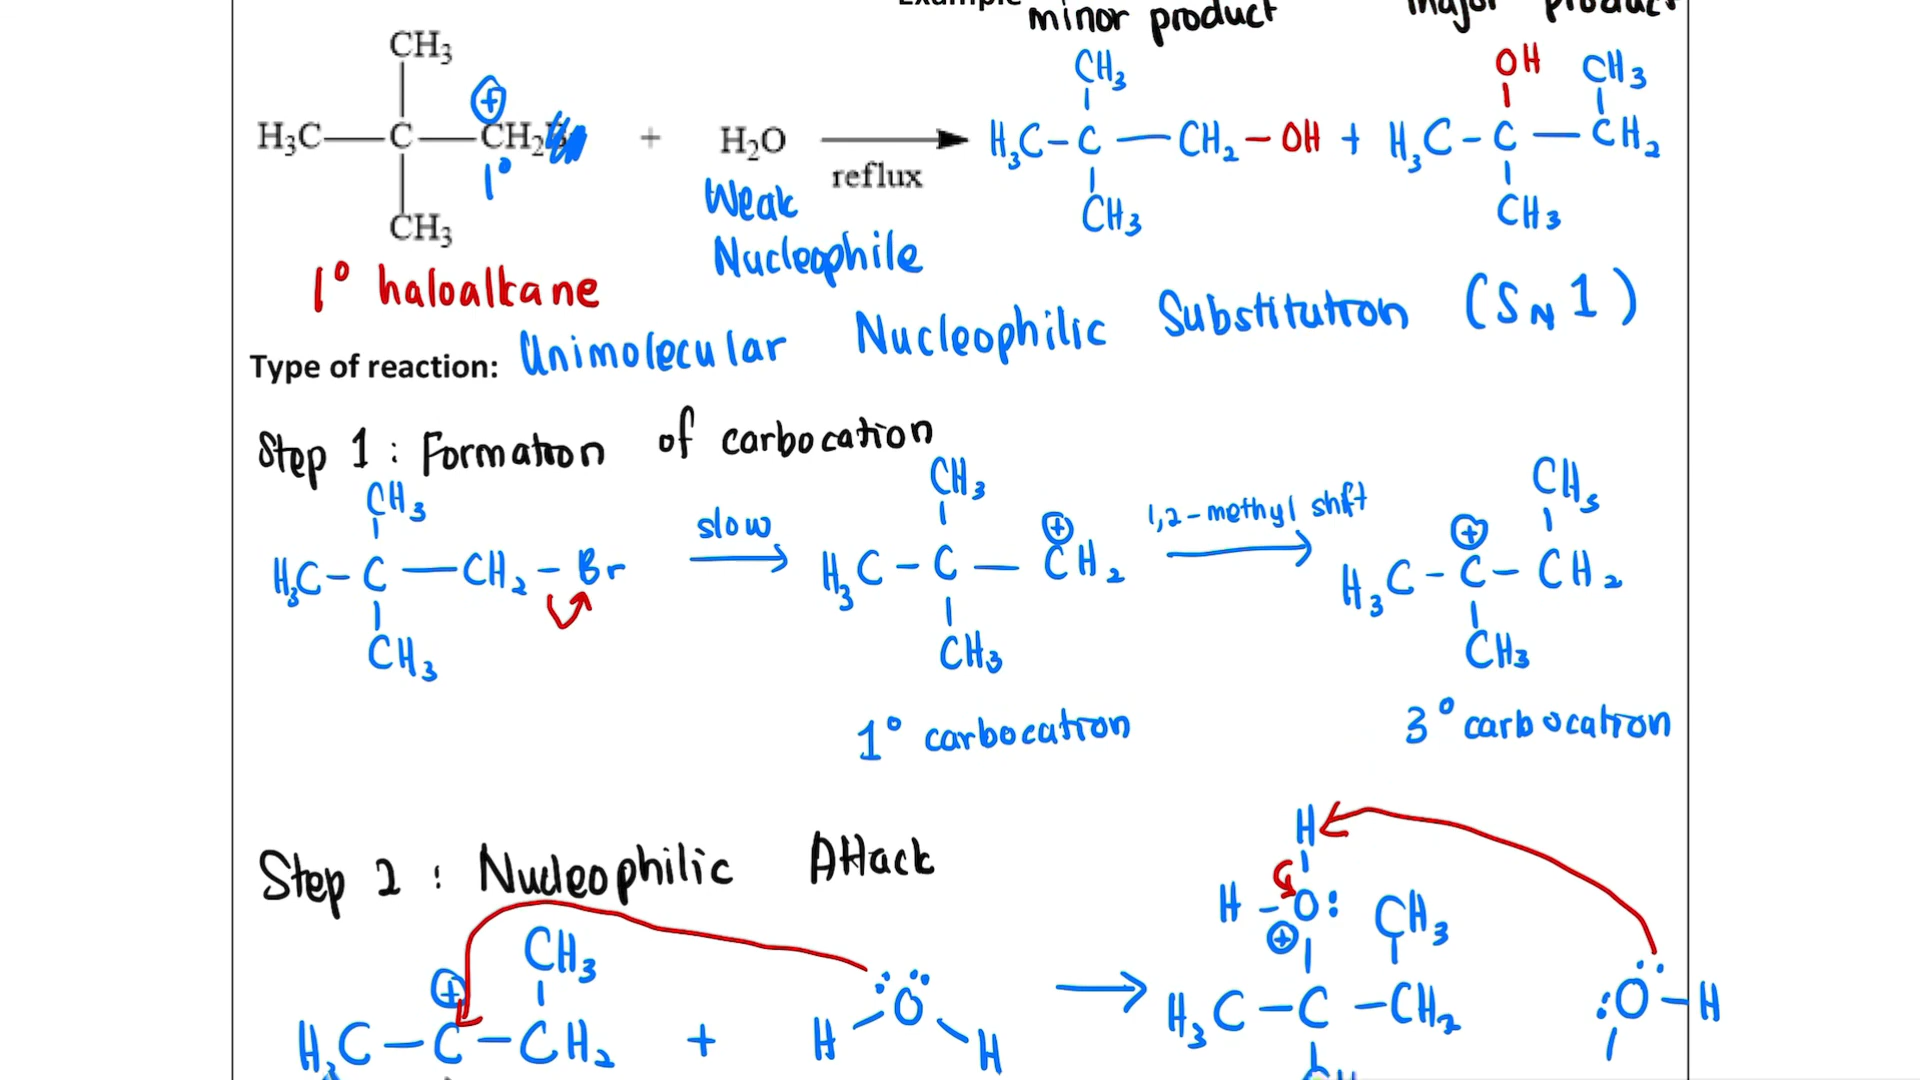 Example
minor product major product
CH3 CH3 OH CH3
⊕
H3C—C—CH2 + H2O reflux H3C-C—CH2-OH + H3C-C—CH2
1°
CH3 CH3 CH3
Weak
Nucleophile
1° haloalkane
Type of reaction: Unimolecular Nucleophilic Substitution (SN1)
Step 1: Formation of carbocation
CH3 CH3 CH3
slow ⊕ 1,2-methyl shift ⊕
H3C-C—CH2-Br H3C-C—CH2 H3C-C-CH2
CH3 CH3 CH3
1° carbocation 3° carbocation
Step 2: Nucleophilic Attack
H
H-O: CH3
⊕
CH3
⊕
H3C-C-CH2 + H O H H3C-C-CH2 :O-H